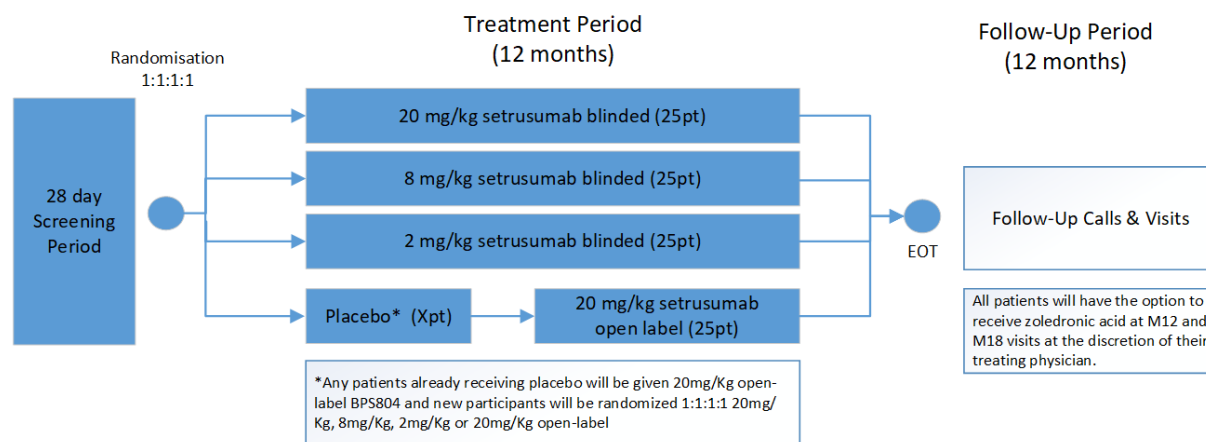 Treatment Period
(12 months)
Follow-Up Period
(12 months)
Randomisation
1:1:1:1
28 day
Screening
Period
20 mg/kg setrusumab blinded (25pt)
8 mg/kg setrusumab blinded (25pt)
2 mg/kg setrusumab blinded (25pt)
Placebo* (Xpt)
20 mg/kg setrusumab
open label (25pt)
*Any patients already receiving placebo will be given 20mg/Kg open-
label BPS804 and new participants will be randomized 1:1:1:1 20mg/
Kg, 8mg/Kg, 2mg/Kg or 20mg/Kg open-label
EOT
Follow-Up Calls & Visits
All patients will have the option to
receive zoledronic acid at M12 and
M18 visits at the discretion of their
treating physician.